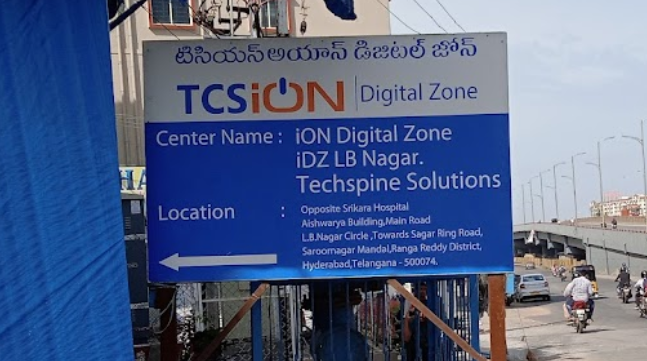 టిసియస్ అయాన్ డిజిటల్ జోన్
TCSiON | Digital Zone
Center Name : iON Digital Zone
iDZ LB Nagar.
Techspine Solutions
Location : Opposite Srikara Hospital
Aishwarya Building,Main Road
L.B.Nagar Circle ,Towards Sagar Ring Road,
Saroornagar Mandal,Ranga Reddy District,
Hyderabad,Telangana - 500074.